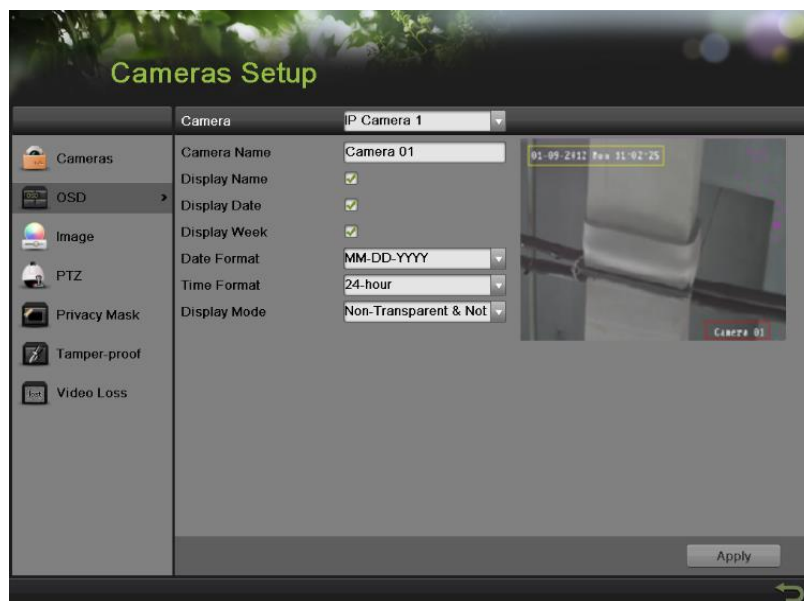 Cameras Setup
Camera IP Camera 1
Cameras
OSD
Image
PTZ
Privacy Mask
Tamper-proof
Video Loss
Camera Name Camera 01
Display Name
Display Date
Display Week
Date Format MM-DD-YYYY
Time Format 24-hour
Display Mode Non-Transparent & Not
Camera 01
Apply